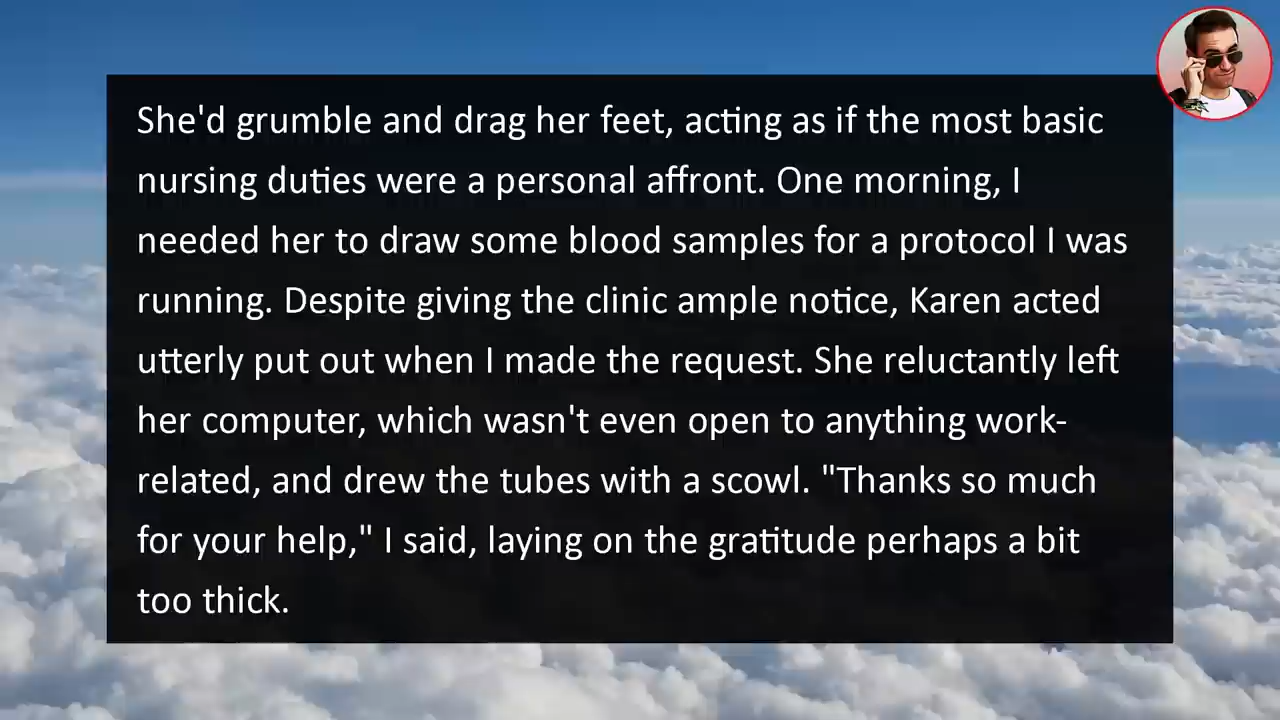 She'd grumble and drag her feet, acting as if the most basic
nursing duties were a personal affront. One morning, I
needed her to draw some blood samples for a protocol I was
running. Despite giving the clinic ample notice, Karen acted
utterly put out when I made the request. She reluctantly left
her computer, which wasn't even open to anything work-
related, and drew the tubes with a scowl. "Thanks so much
for your help," I said, laying on the gratitude perhaps a bit
too thick.